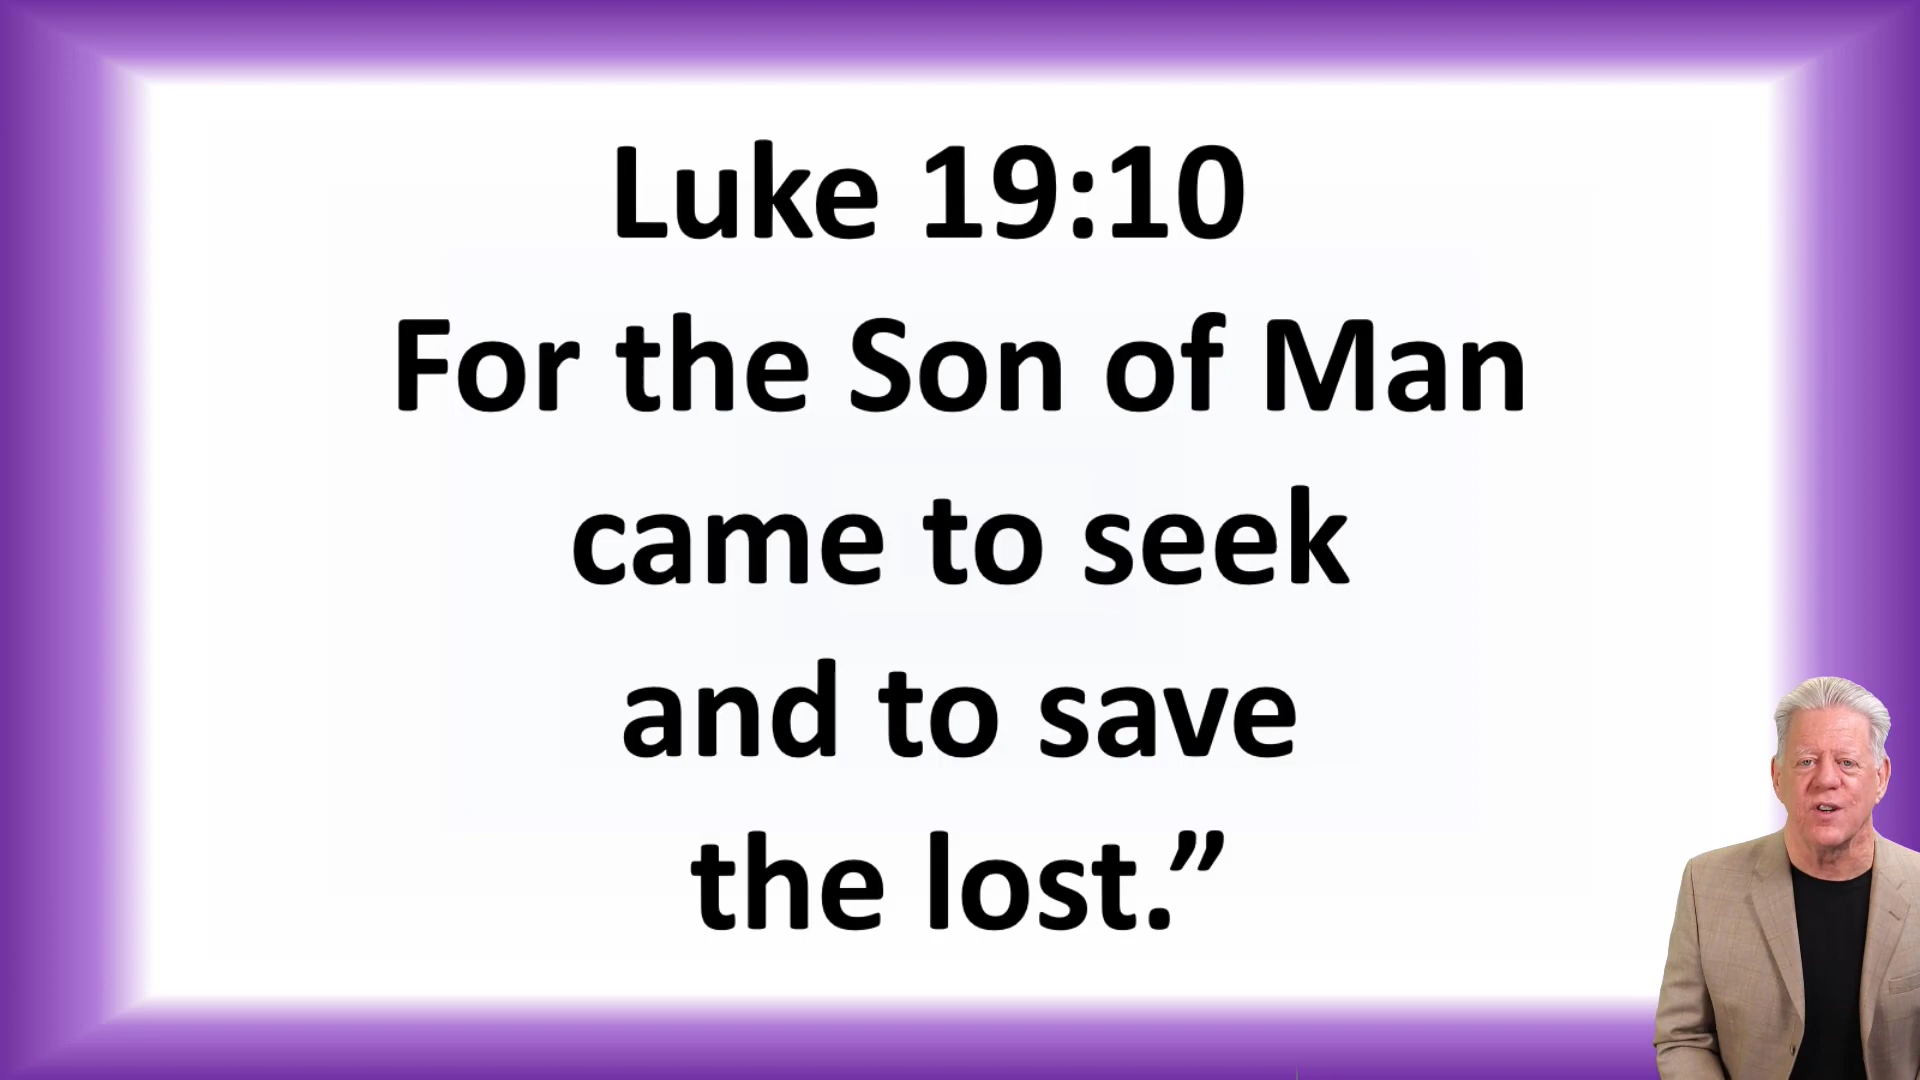 Luke 19:10
For the Son of Man
came to seek
and to save
the lost.”